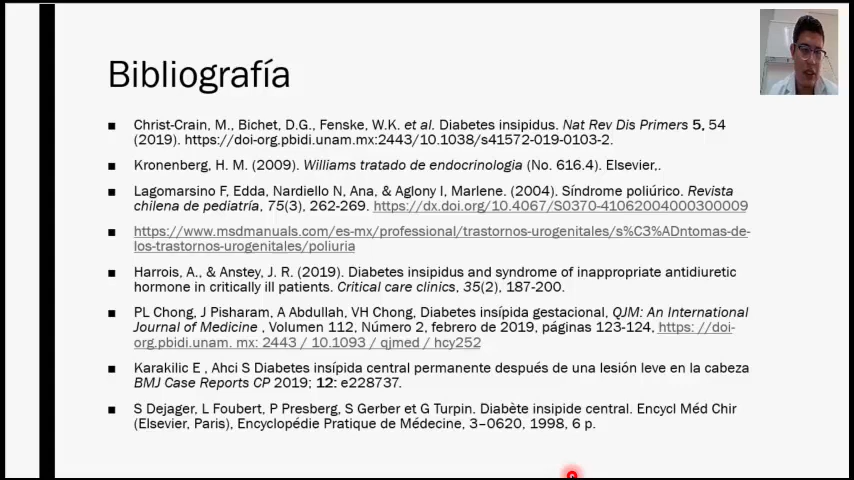 Bibliografía
Christ-Crain, M., Bichet, D.G., Fenske, W.K. et al. Diabetes insipidus. Nat Rev Dis Primers 5, 54
(2019). https://doi-org.pbidi.unam.mx:2443/10.1038/s41572-019-0103-2.
Kronenberg, H. M. (2009). Williams tratado de endocrinologia (No. 616.4). Elsevier,.
Lagomarsino F, Edda, Nardiello N, Ana, & Aglony I, Marlene. (2004). Síndrome poliúrico. Revista
chilena de pediatría, 75(3), 262-269. https://dx.doi.org/10.4067/S0370-41062004000300009
https://www.msdmanuals.com/es-mx/professional/trastornos-urogenitales/s%C3%ADntomas-de-
los-trastornos-urogenitales/poliuria
Harrois, A., & Anstey, J. R. (2019). Diabetes insipidus and syndrome of inappropriate antidiuretic
hormone in critically ill patients. Critical care clinics, 35(2), 187-200.
PL Chong, J Pisharam, A Abdullah, VH Chong, Diabetes insípida gestacional, QJM: An International
Journal of Medicine , Volumen 112, Número 2, febrero de 2019, páginas 123-124, https: //doi-
org.pbidi.unam. mx: 2443 / 10.1093 / qjmed / hcy252
Karakilic E , Ahci S Diabetes insípida central permanente después de una lesión leve en la cabeza
BMJ Case Reports CP 2019; 12: e228737.
S Dejager, L Foubert, P Presberg, S Gerber et G Turpin. Diabète insipide central. Encycl Méd Chir
(Elsevier, Paris), Encyclopédie Pratique de Médecine, 3–0620, 1998, 6 p.